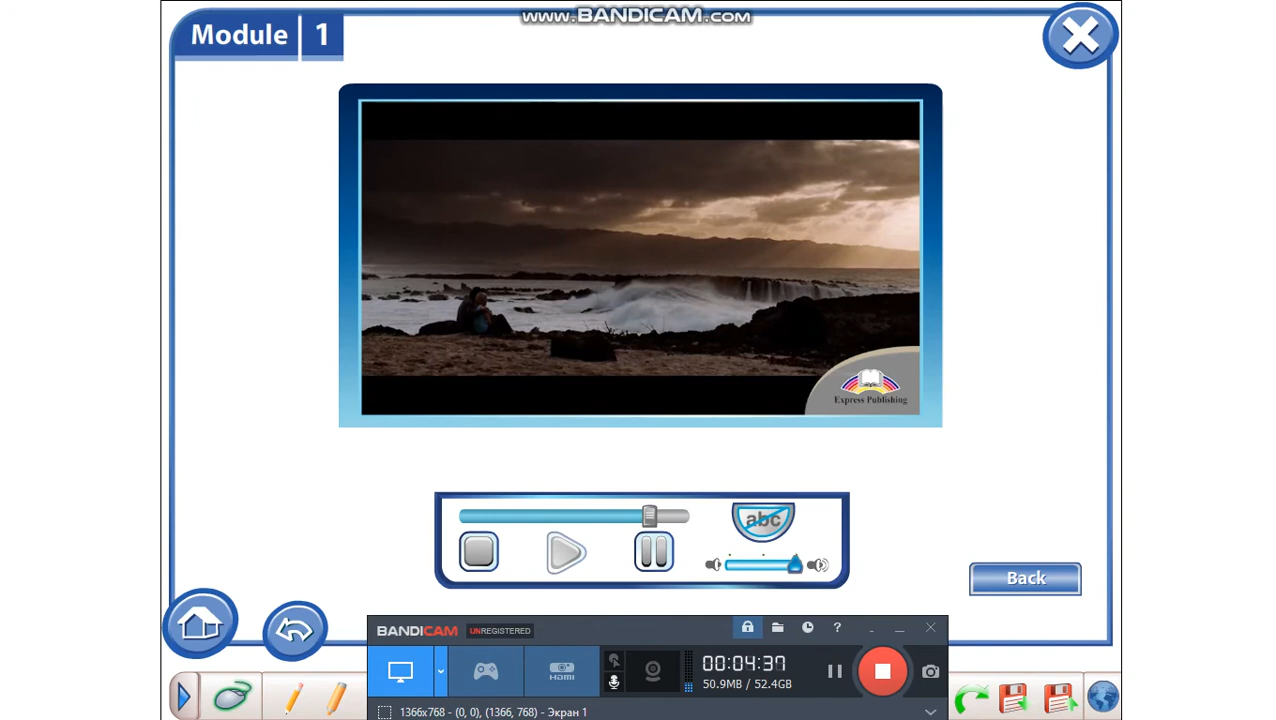 www.BANDICAM.com
Module 1
Express Publishing
abc
Back
BANDICAM UNREGISTERED
?
HDMI
00:04:37
50.9MB / 52.4GB
1366x768 - (0, 0), (1366, 768) - Экран 1